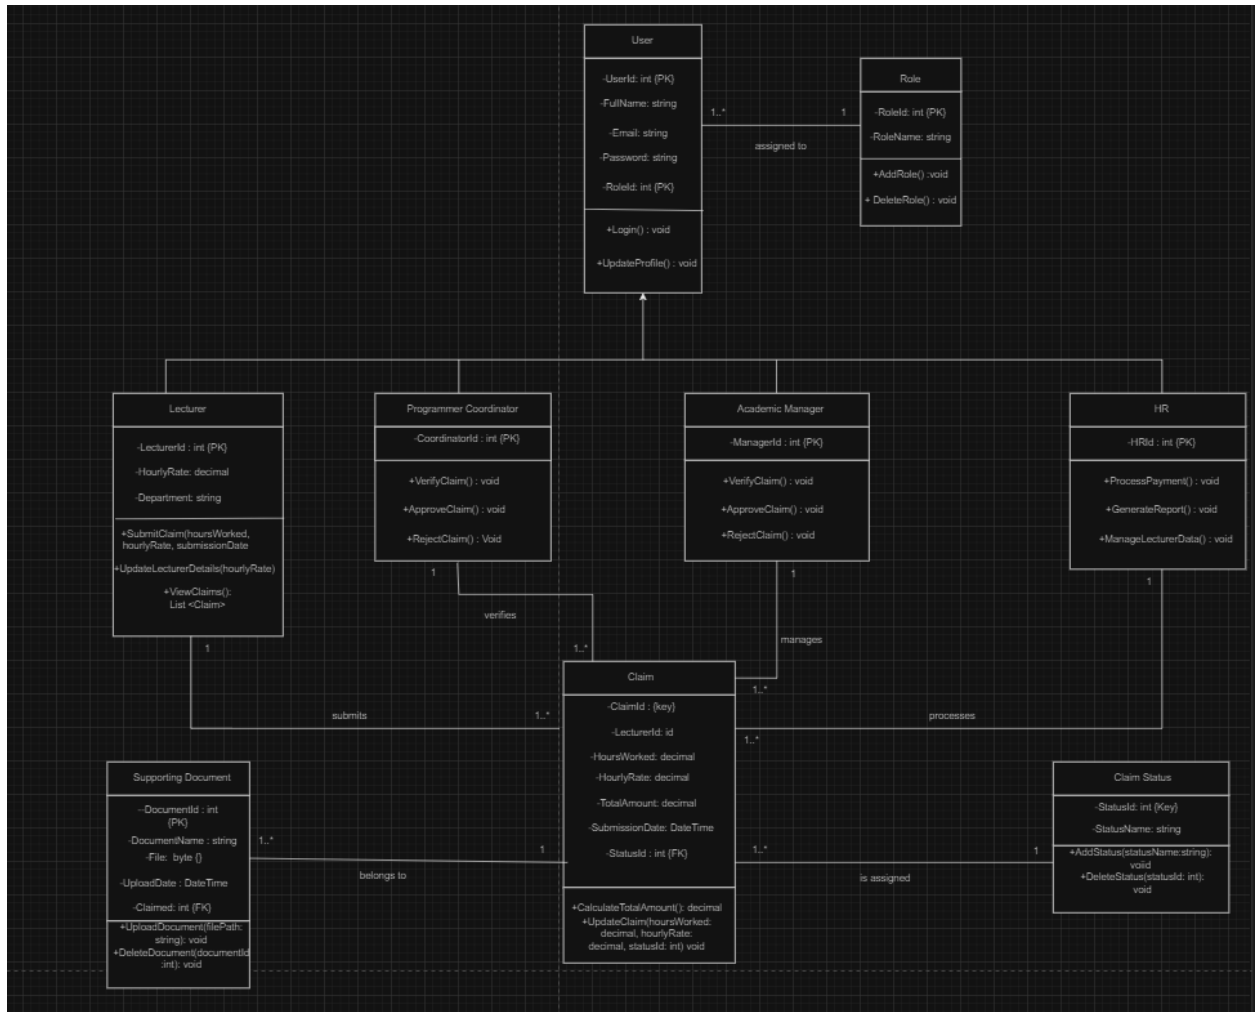 User
-UserId: int {PK}
-FullName: string
-Email: string
-Password: string
-RoleId: int {PK}
+Login() : void
+UpdateProfile() : void
1..*
1
assigned to
Role
-RoleId: int {PK}
-RoleName: string
+AddRole() :void
+ DeleteRole() : void
Lecturer
-LecturerId : int {PK}
-HourlyRate: decimal
-Department: string
+SubmitClaim(hoursWorked,
hourlyRate, submissionDate
+UpdateLecturerDetails(hourlyRate)
+ViewClaims():
List <Claim>
Programmer Coordinator
-CoordinatorId : int {PK}
+VerifyClaim() : void
+ApproveClaim() : void
+RejectClaim() : Void
Academic Manager
-ManagerId : int {PK}
+VerifyClaim() : void
+ApproveClaim() : void
+RejectClaim() : void
HR
-HRId : int {PK}
+ProcessPayment() : void
+GenerateReport() : void
+ManageLecturerData() : void
1
verifies
1..*
1
manages
1..*
1
processes
1..*
1
submits
1..*
Claim
-ClaimId : {key}
-LecturerId: id
-HoursWorked: decimal
-HourlyRate: decimal
-TotalAmount: decimal
-SubmissionDate: DateTime
-StatusId : int {FK}
+CalculateTotalAmount(): decimal
+UpdateClaim(hoursWorked:
decimal, hourlyRate:
decimal, statusId: int) void
Supporting Document
--DocumentId : int
{PK}
-DocumentName : string
-File:  byte {}
-UploadDate : DateTime
-Claimed: int {FK}
+UploadDocument(filePath:
string): void
+DeleteDocument(documentId
:int): void
1..*
1
belongs to
1..*
1
is assigned
Claim Status
-StatusId: int {Key}
-StatusName: string
+AddStatus(statusName:string):
voiid
+DeleteStatus(statusId: int):
void